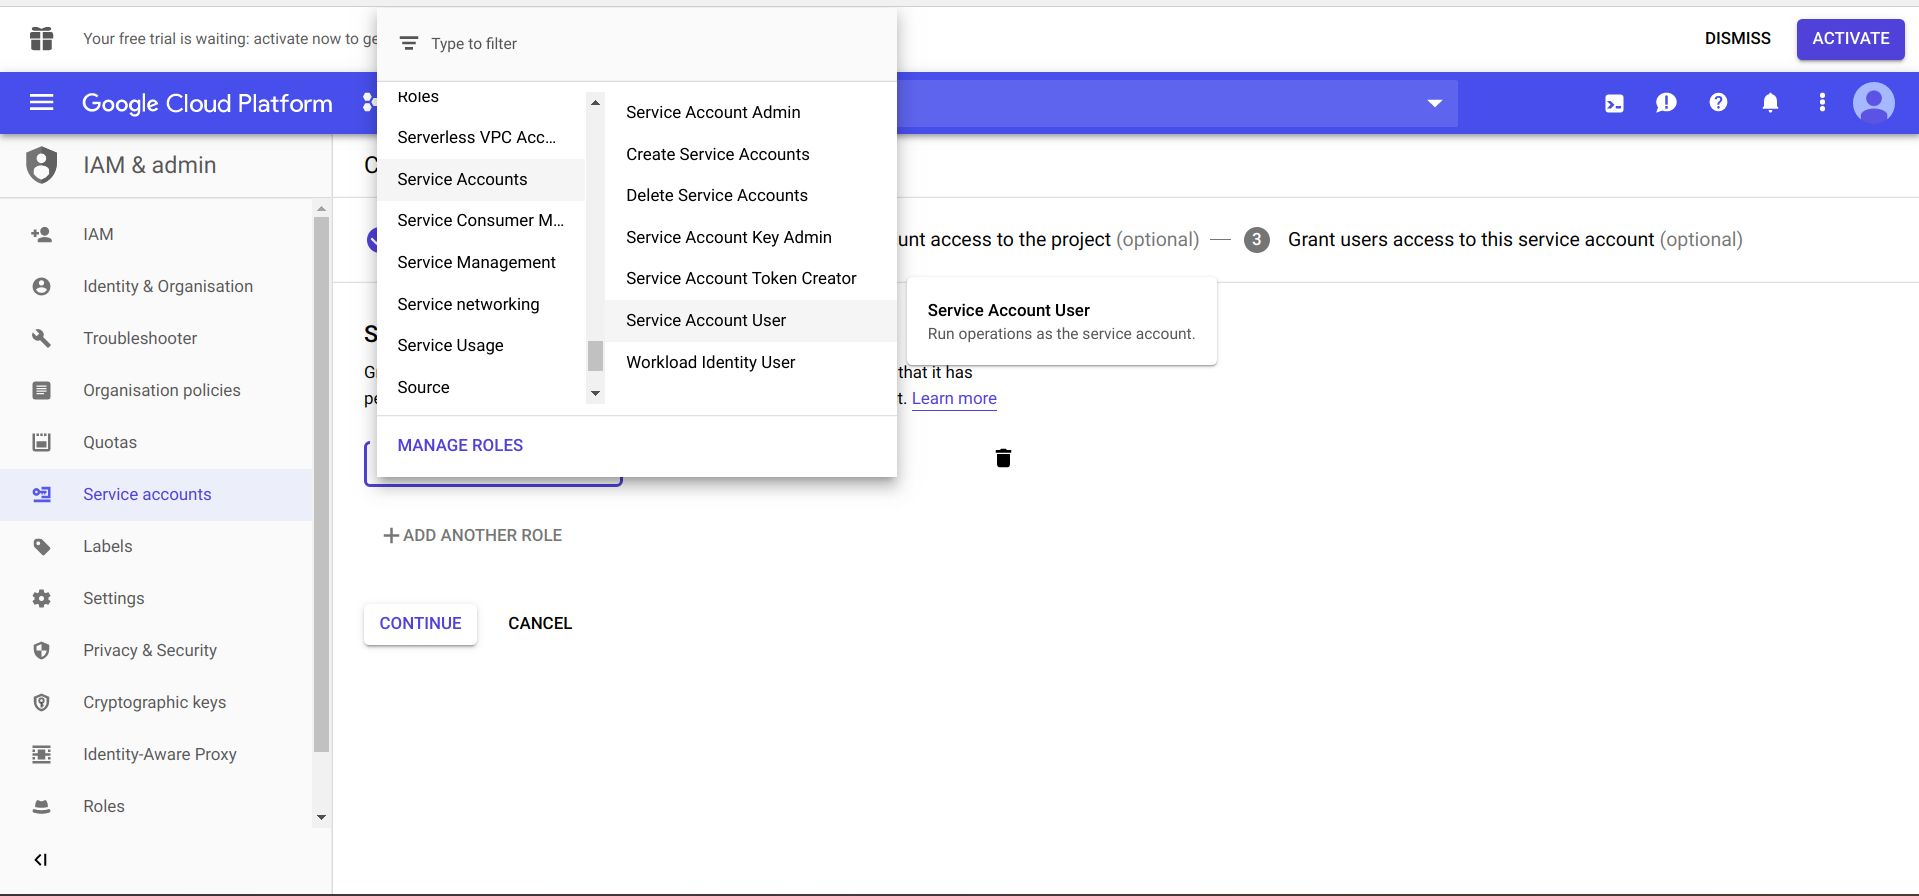 Your free trial is waiting: activate now to ge
DISMISS
ACTIVATE
Type to filter
Google Cloud Platform
IAM & admin
IAM
Identity & Organisation
Troubleshooter
Organisation policies
Quotas
Service accounts
Labels
Settings
Privacy & Security
Cryptographic keys
Identity-Aware Proxy
Roles
Roles
Serverless VPC Acc...
Service Accounts
Service Consumer M...
Service Management
Service networking
Service Usage
Source
Service Account Admin
Create Service Accounts
Delete Service Accounts
Service Account Key Admin
Service Account Token Creator
Service Account User
Workload Identity User
MANAGE ROLES
C
unt access to the project (optional) — 3 Grant users access to this service account (optional)
Service Account User
Run operations as the service account.
S
G
that it has
pe
t. Learn more
ADD ANOTHER ROLE
CONTINUE
CANCEL